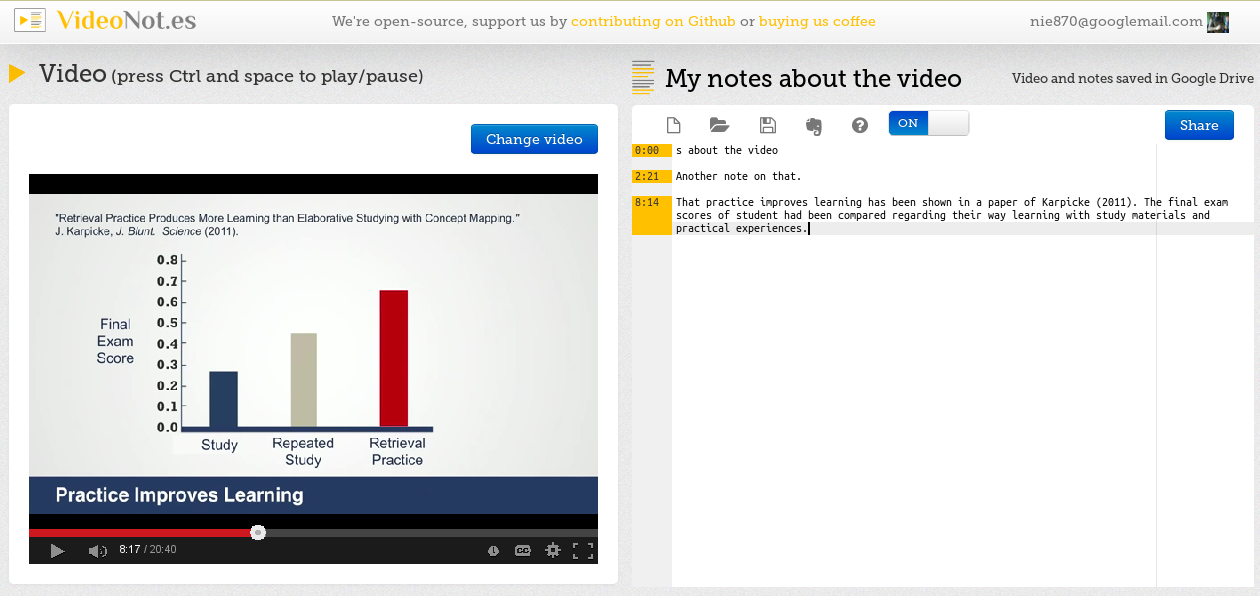 VideoNot.es
We're open-source, support us by contributing on Github or buying us coffee
nie870@googlemail.com
Video (press Ctrl and space to play/pause)
My notes about the video
Video and notes saved in Google Drive
Change video
ON
Share
"Retrieval Practice Produces More Learning than Elaborative Studying with Concept Mapping."
J. Karpicke, J. Blunt. Science (2011).
0.8
0.7
0.6
0.5
0.4
0.3
0.2
0.1
0.0
Final
Exam
Score
Study
Repeated
Study
Retrieval
Practice
Practice Improves Learning
8:17 / 20:40
CC
0:00 s about the video
2:21 Another note on that.
8:14 That practice improves learning has been shown in a paper of Karpicke (2011). The final exam
scores of student had been compared regarding their way learning with study materials and
practical experiences.